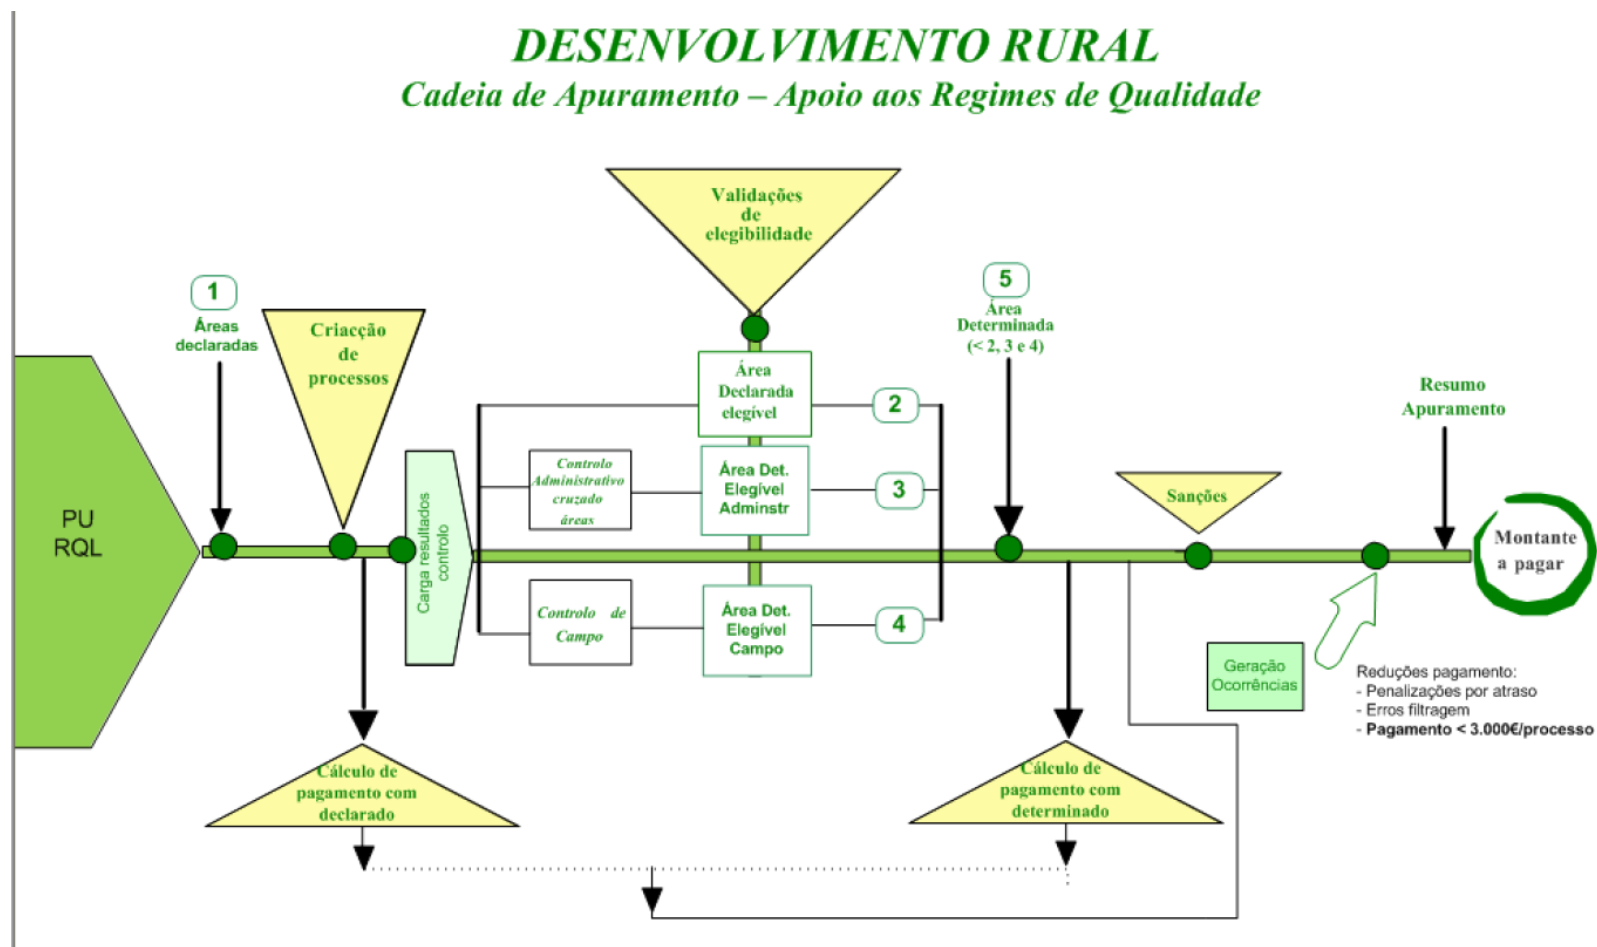 DESENVOLVIMENTO RURAL
Cadeia de Apuramento – Apoio aos Regimes de Qualidade
Validações
de
elegibilidade
1
Áreas
declaradas
Criacção
de
processos
5
Área
Determinada
(< 2, 3 e 4)
Área
Declarada
elegível
2
Resumo
Apuramento
PU
RQL
Carga resultados
controlo
Controlo
Administrativo
cruzado
áreas
Área Det.
Elegível
Adminstr
3
Sanções
Montante
a pagar
Controlo de
Campo
Área Det.
Elegível
Campo
4
Geração
Ocorrências
Reduções pagamento:
- Penalizações por atraso
- Erros filtragem
- Pagamento < 3.000€/processo
Cálculo de
pagamento com
declarado
Cálculo de
pagamento com
determinado